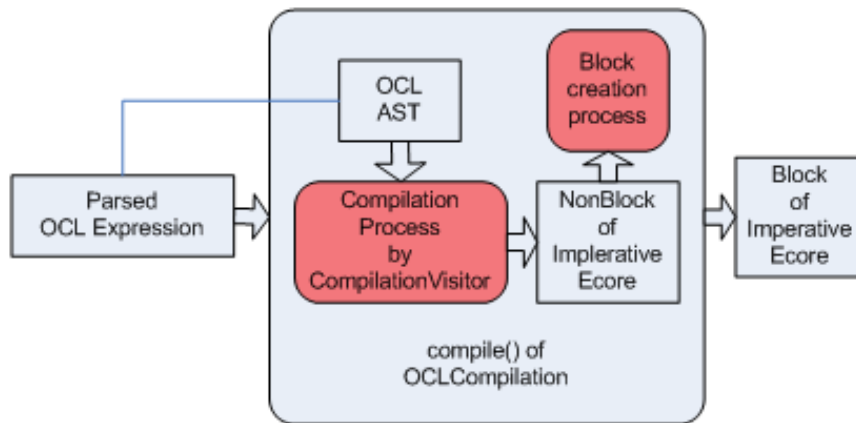 OCL
AST
Block
creation
process
Parsed
OCL Expression
Compilation
Process
by
CompilationVisitor
NonBlock
of
Implerative
Ecore
Block
of
Imperative
Ecore
compile() of
OCLCompilation